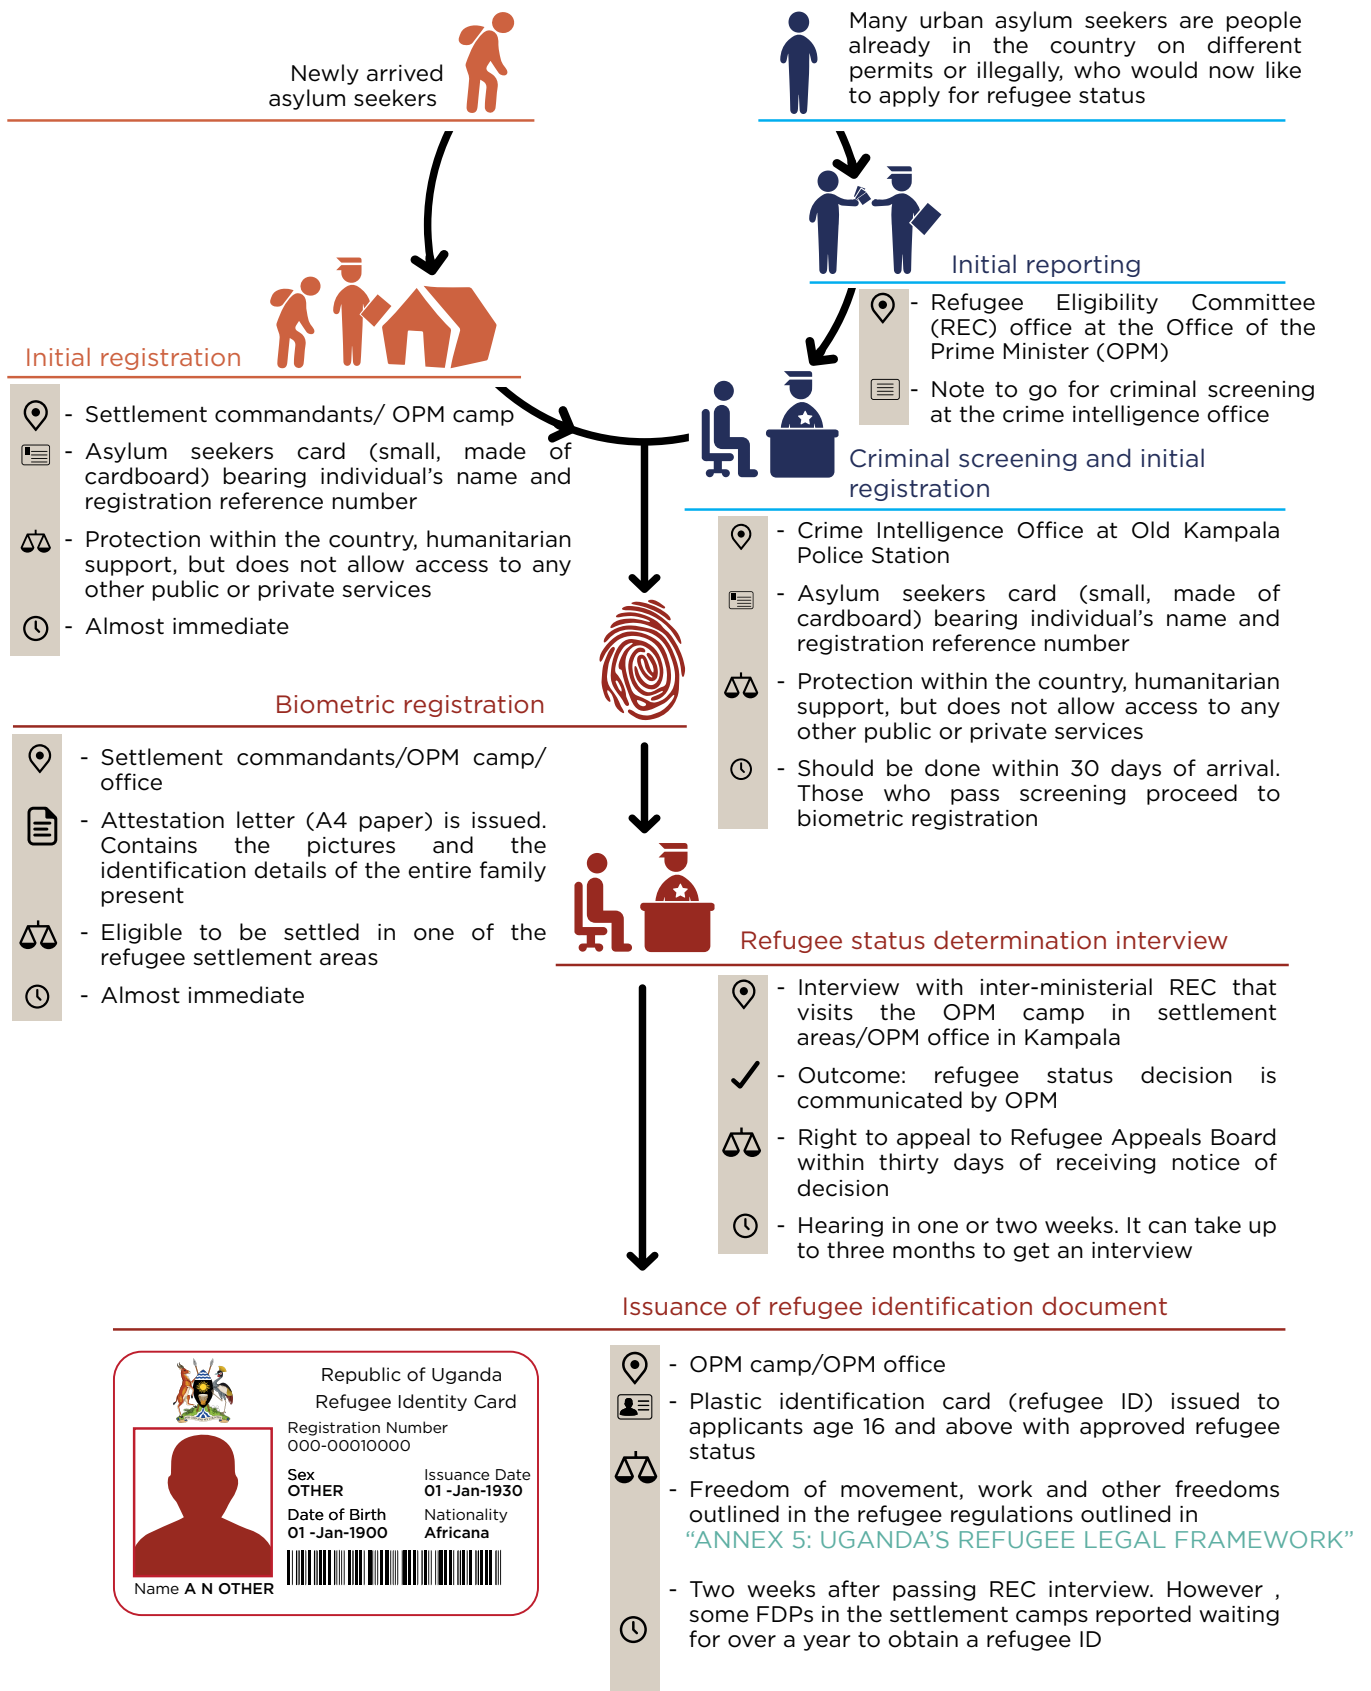 Newly arrived
asylum seekers
Many urban asylum seekers are people
already in the country on different
permits or illegally, who would now like
to apply for refugee status
Initial reporting
- Refugee Eligibility Committee
(REC) office at the Office of the
Prime Minister (OPM)
- Note to go for criminal screening
at the crime intelligence office
Initial registration
- Settlement commandants/ OPM camp
- Asylum seekers card (small, made of
cardboard) bearing individual's name and
registration reference number
- Protection within the country, humanitarian
support, but does not allow access to any
other public or private services
- Almost immediate
Criminal screening and initial
registration
- Crime Intelligence Office at Old Kampala
Police Station
- Asylum seekers card (small, made of
cardboard) bearing individual's name and
registration reference number
- Protection within the country, humanitarian
support, but does not allow access to any
other public or private services
- Should be done within 30 days of arrival.
Those who pass screening proceed to
biometric registration
Biometric registration
- Settlement commandants/OPM camp/
office
- Attestation letter (A4 paper) is issued.
Contains the pictures and the
identification details of the entire family
present
- Eligible to be settled in one of the
refugee settlement areas
- Almost immediate
Refugee status determination interview
- Interview with inter-ministerial REC that
visits the OPM camp in settlement
areas/OPM office in Kampala
- Outcome: refugee status decision is
communicated by OPM
- Right to appeal to Refugee Appeals Board
within thirty days of receiving notice of
decision
- Hearing in one or two weeks. It can take up
to three months to get an interview
Issuance of refugee identification document
Republic of Uganda
Refugee Identity Card
Registration Number
000-00010000
Sex
OTHER
Issuance Date
01 -Jan-1930
Date of Birth
01 -Jan-1900
Nationality
Africana
Name A N OTHER
- OPM camp/OPM office
- Plastic identification card (refugee ID) issued to
applicants age 16 and above with approved refugee
status
- Freedom of movement, work and other freedoms
outlined in the refugee regulations outlined in
“ANNEX 5: UGANDA’S REFUGEE LEGAL FRAMEWORK”
- Two weeks after passing REC interview. However ,
some FDPs in the settlement camps reported waiting
for over a year to obtain a refugee ID